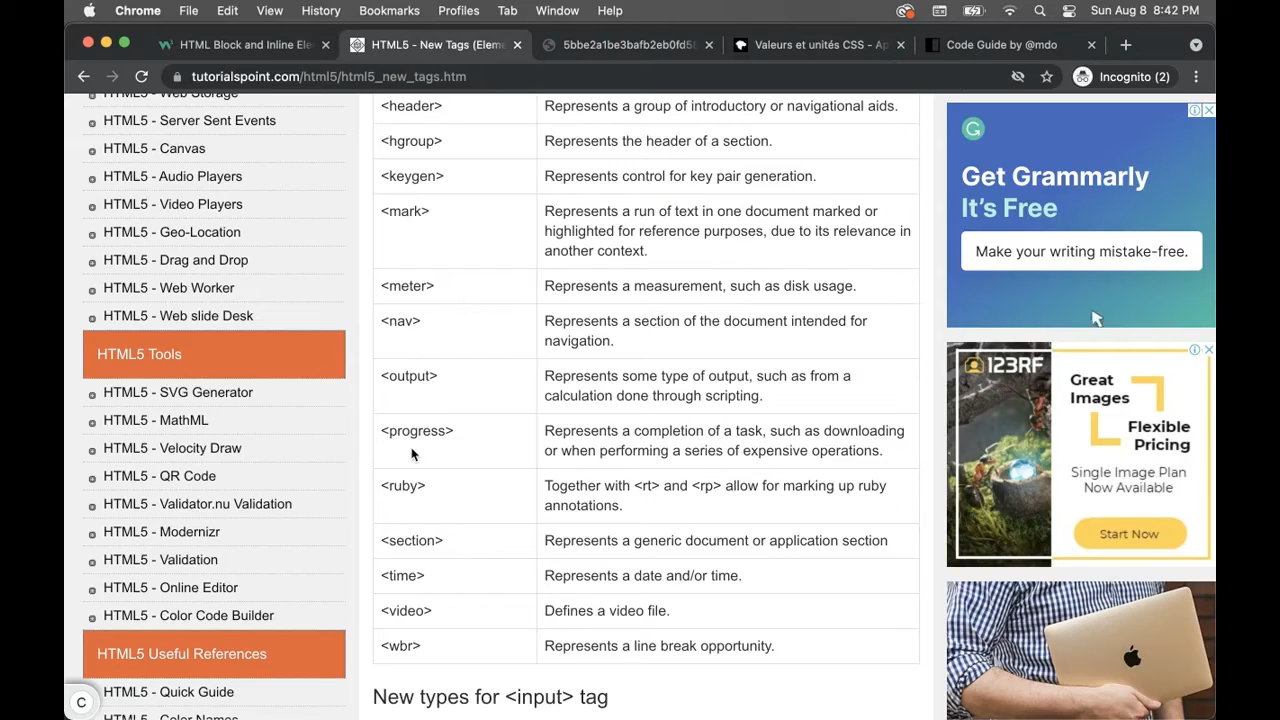 Chrome File Edit View History Bookmarks Profiles Tab Window Help Sun Aug 8 8:42 PM
HTML Block and Inline Ele × HTML5 - New Tags (Eleme × 5bbe2a1be3bafb2eb0fd58 × Valeurs et unités CSS - Ap × Code Guide by @mdo × +
tutorialspoint.com/html5/html5_new_tags.htm Incognito (2)
HTML5 - Web Storage
HTML5 - Server Sent Events
HTML5 - Canvas
HTML5 - Audio Players
HTML5 - Video Players
HTML5 - Geo-Location
HTML5 - Drag and Drop
HTML5 - Web Worker
HTML5 - Web slide Desk
HTML5 Tools
HTML5 - SVG Generator
HTML5 - MathML
HTML5 - Velocity Draw
HTML5 - QR Code
HTML5 - Validator.nu Validation
HTML5 - Modernizr
HTML5 - Validation
HTML5 - Online Editor
HTML5 - Color Code Builder
HTML5 Useful References
HTML5 - Quick Guide
HTML5 - Color Names
C
<header> Represents a group of introductory or navigational aids.
<hgroup> Represents the header of a section.
<keygen> Represents control for key pair generation.
<mark> Represents a run of text in one document marked or
highlighted for reference purposes, due to its relevance in
another context.
<meter> Represents a measurement, such as disk usage.
<nav> Represents a section of the document intended for
navigation.
<output> Represents some type of output, such as from a
calculation done through scripting.
<progress> Represents a completion of a task, such as downloading
or when performing a series of expensive operations.
<ruby> Together with <rt> and <rp> allow for marking up ruby
annotations.
<section> Represents a generic document or application section
<time> Represents a date and/or time.
<video> Defines a video file.
<wbr> Represents a line break opportunity.
New types for <input> tag
Get Grammarly
It's Free
Make your writing mistake-free.
123RF
Great
Images
Flexible
Pricing
Single Image Plan
Now Available
Start Now